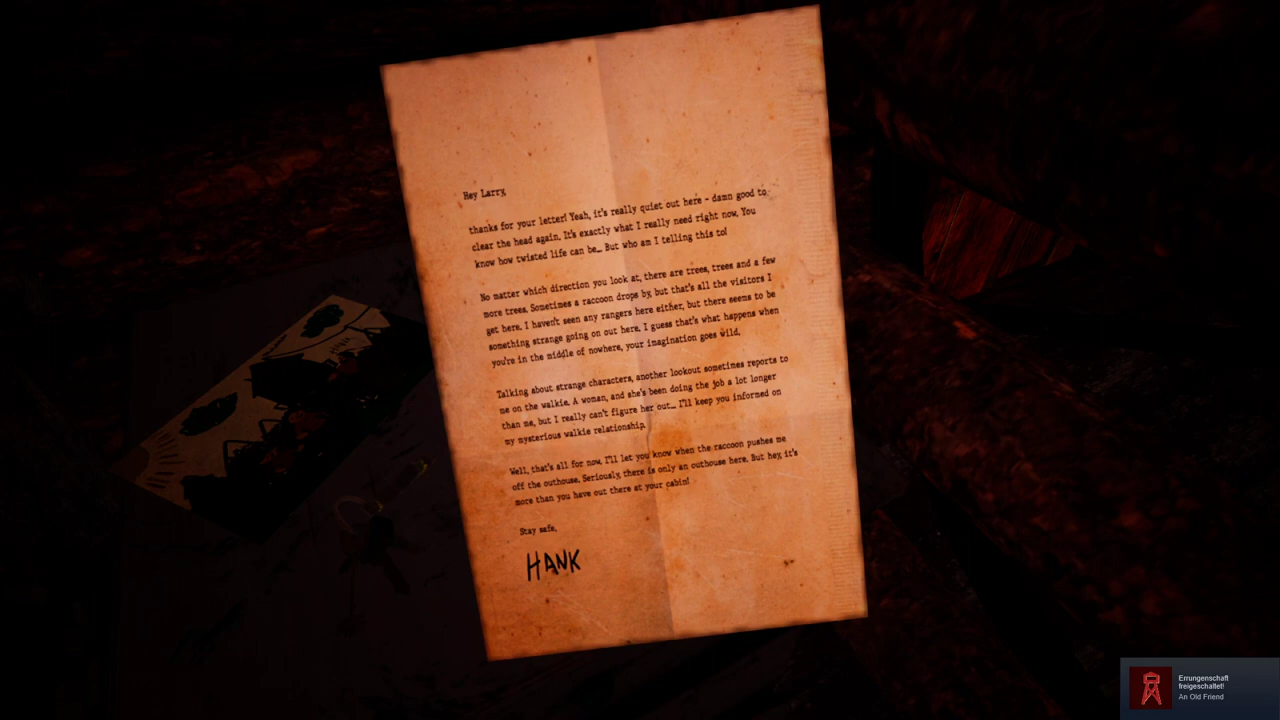 Hey Larry,
thanks for your letter! Yeah, it's really quiet out here - damn good to
clear the head again. It's exactly what I really need right now. You
know how twisted life can be... But who am I telling this to!
No matter which direction you look at, there are trees, trees and a few
more trees. Sometimes a raccoon drops by, but that's all the visitors I
get here. I haven't seen any rangers here either, but there seems to be
something strange going on out here. I guess that's what happens when
you're in the middle of nowhere, your imagination goes wild.
Talking about strange characters, another lookout sometimes reports to
me on the walkie. A woman, and she's been doing the job a lot longer
than me, but I really can't figure her out... I'll keep you informed on
my mysterious walkie relationship.
Well, that's all for now. I'll let you know when the raccoon pushes me
off the outhouse. Seriously, there is only an outhouse here. But hey, it's
more than you have out there at your cabin!
Stay safe,
HANK
Errungenschaft
freigeschaltet!
An Old Friend